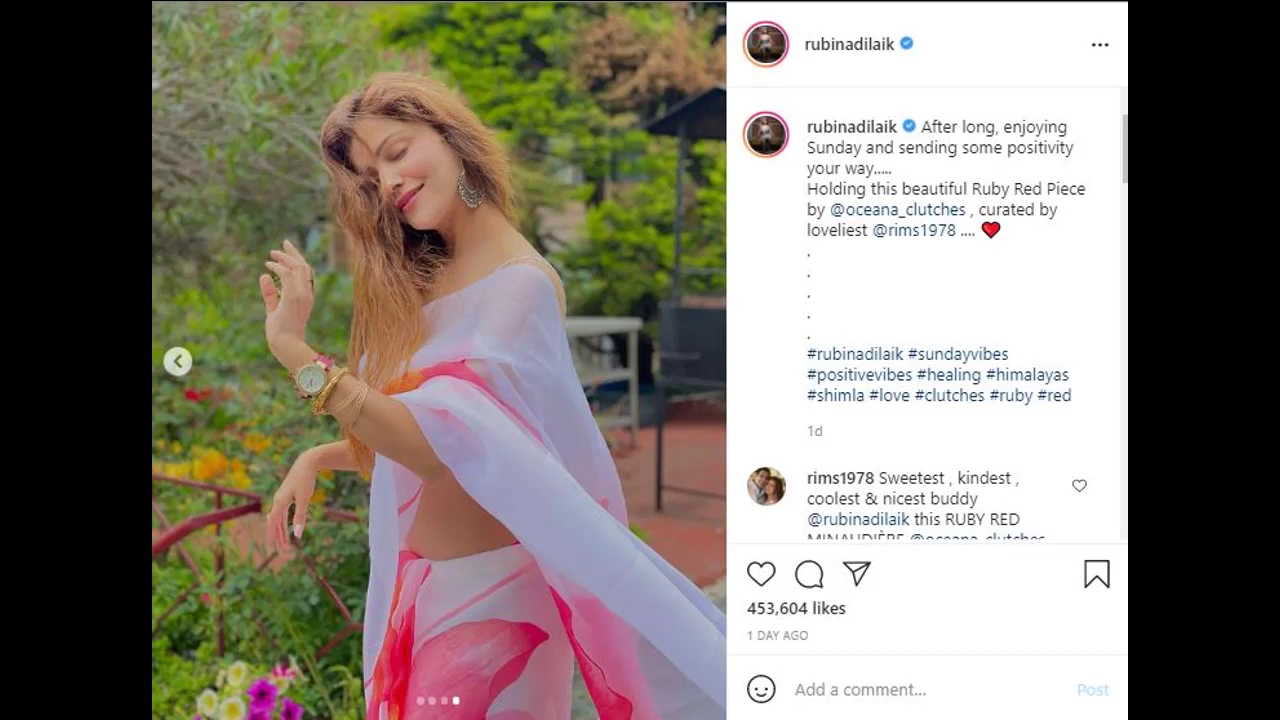 rubinadilaik
rubinadilaik After long, enjoying
Sunday and sending some positivity
your way.....
Holding this beautiful Ruby Red Piece
by @oceana_clutches , curated by
loveliest @rims1978 .... ❤️
.
.
.
.
.
#rubinadilaik #sundayvibes
#positivevibes #healing #himalayas
#shimla #love #clutches #ruby #red
1d
rims1978 Sweetest , kindest ,
coolest & nicest buddy
@rubinadilaik this RUBY RED
MINAUDIÈRE @oceana_clutches
453,604 likes
1 DAY AGO
Add a comment...
Post